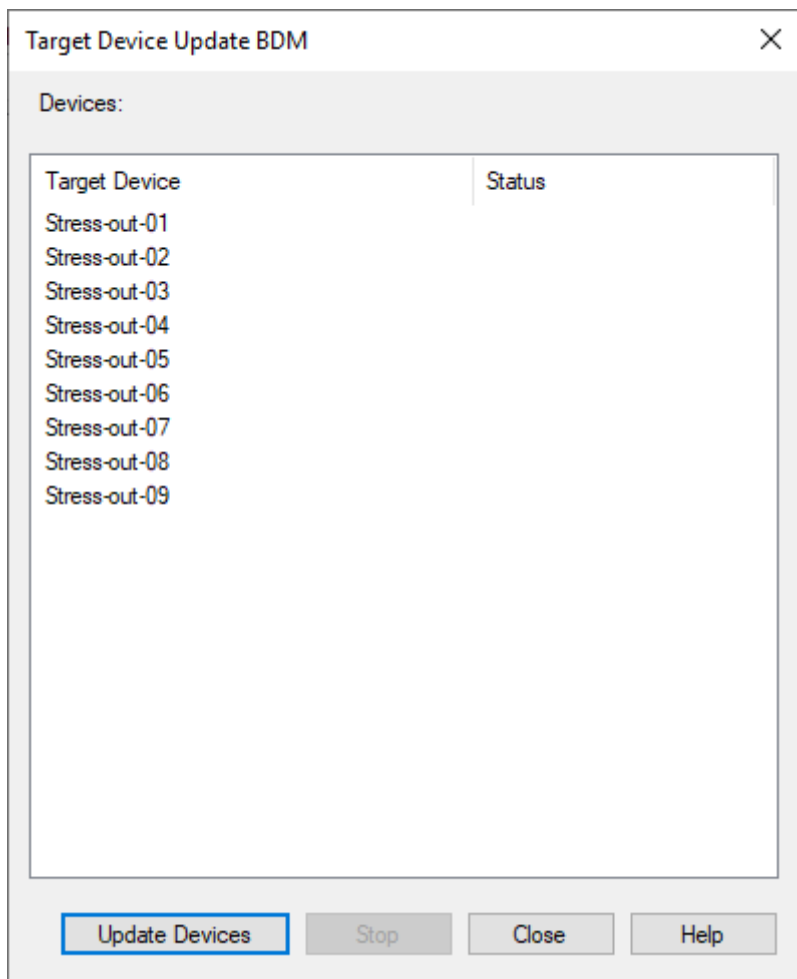 Target Device Update BDM
Devices:
Target Device Status
Stress-out-01
Stress-out-02
Stress-out-03
Stress-out-04
Stress-out-05
Stress-out-06
Stress-out-07
Stress-out-08
Stress-out-09
Update Devices Stop Close Help